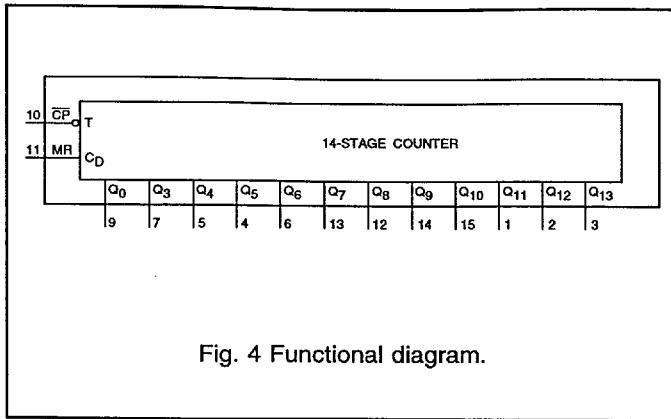 10 CP T
14-STAGE COUNTER
11 MR CD
Q0 Q3 Q4 Q5 Q6 Q7 Q8 Q9 Q10 Q11 Q12 Q13
9 7 5 4 6 13 12 14 15 1 2 3
Fig. 4 Functional diagram.